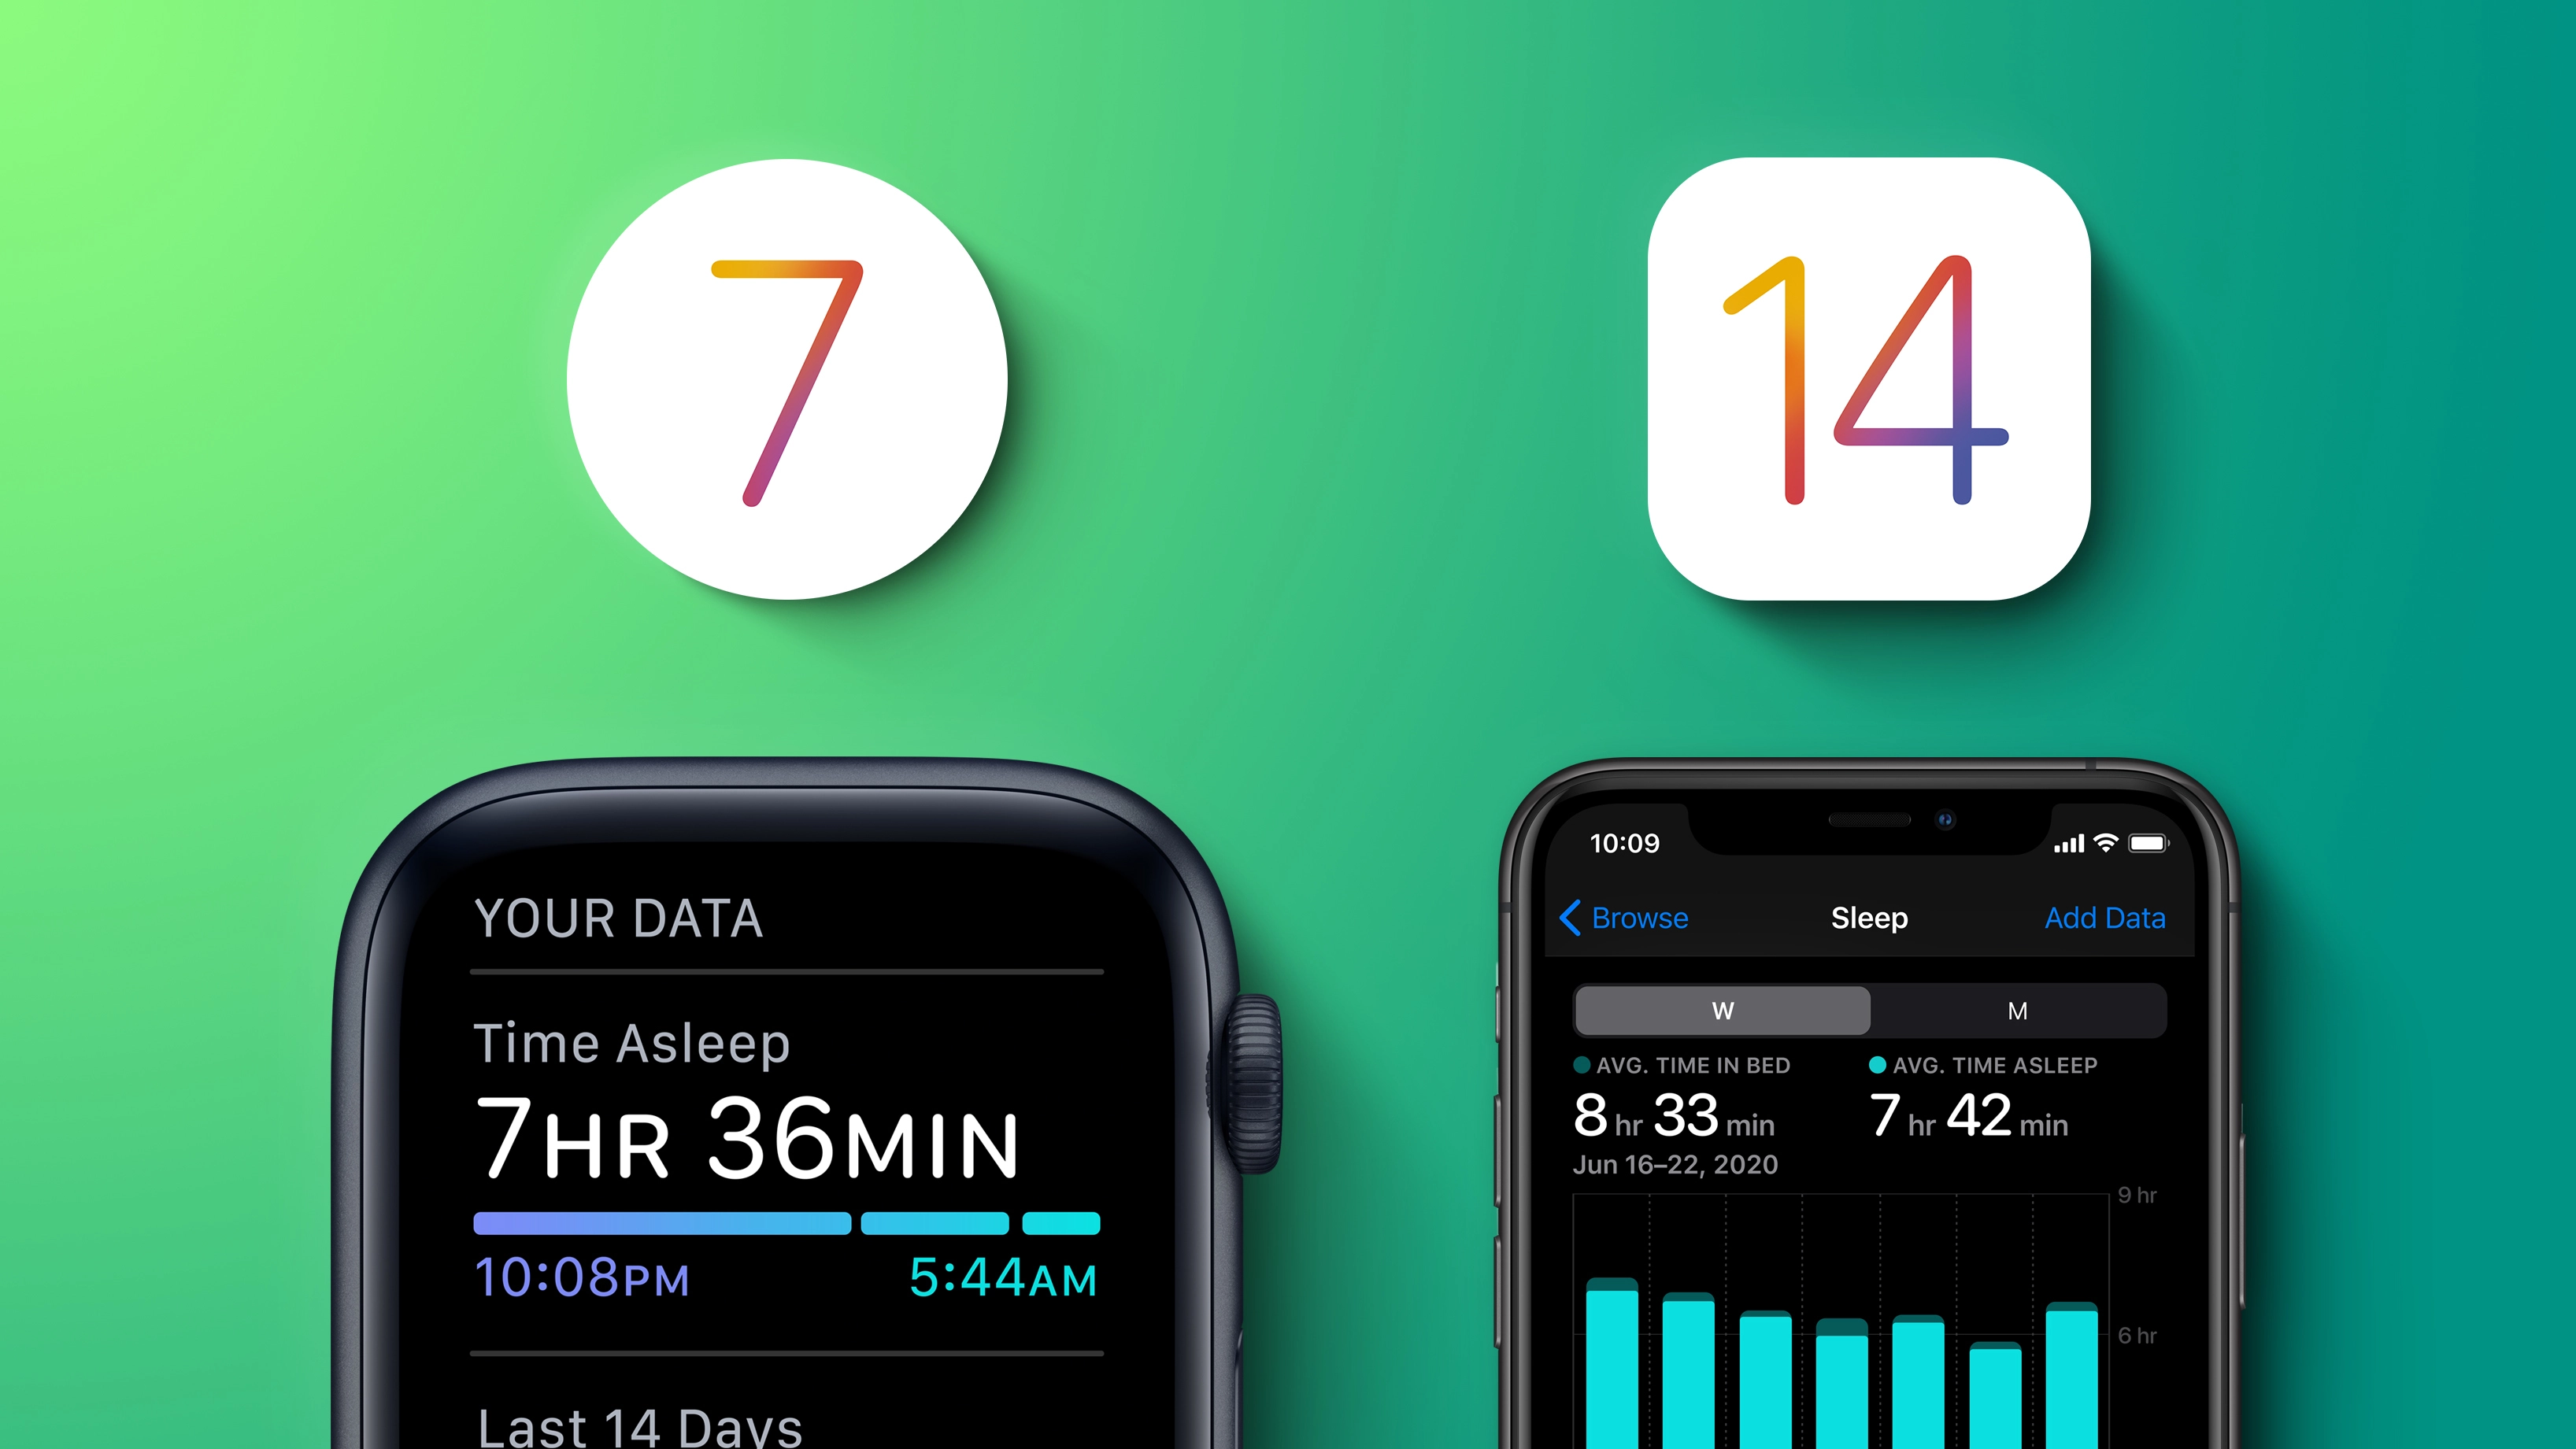 7
14
YOUR DATA
Time Asleep
7HR 36MIN
10:08PM
5:44AM
Last 14 Days
10:09
Browse
Sleep
Add Data
W
M
AVG. TIME IN BED
8 hr 33 min
Jun 16–22, 2020
AVG. TIME ASLEEP
7 hr 42 min
9 hr
6 hr